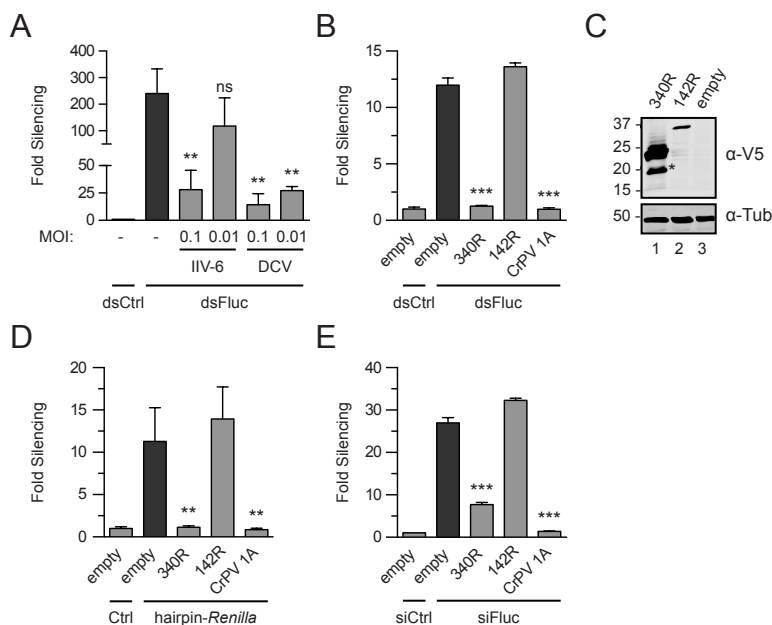 A
Fold Silencing
400
300
200
100
50
25
0
ns
**
**
**
MOI: - - 0.1 0.01 0.1 0.01
IIV-6 DCV
dsCtrl dsFluc
B
Fold Silencing
15
10
5
0
***
***
empty empty 340R 142R CrPV 1A
dsCtrl dsFluc
C
340R 142R empty
37
25
20
15
*
α-V5
50
α-Tub
1 2 3
D
Fold Silencing
20
15
10
5
0
**
**
empty empty 340R 142R CrPV 1A
Ctrl hairpin-Renilla
E
Fold Silencing
40
30
20
10
0
***
***
empty empty 340R 142R CrPV 1A
siCtrl siFluc